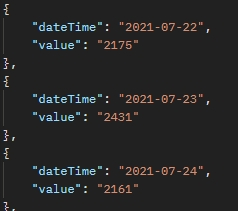 {
"dateTime": "2021-07-22",
"value": "2175"
},
{
"dateTime": "2021-07-23",
"value": "2431"
},
{
"dateTime": "2021-07-24",
"value": "2161"
},